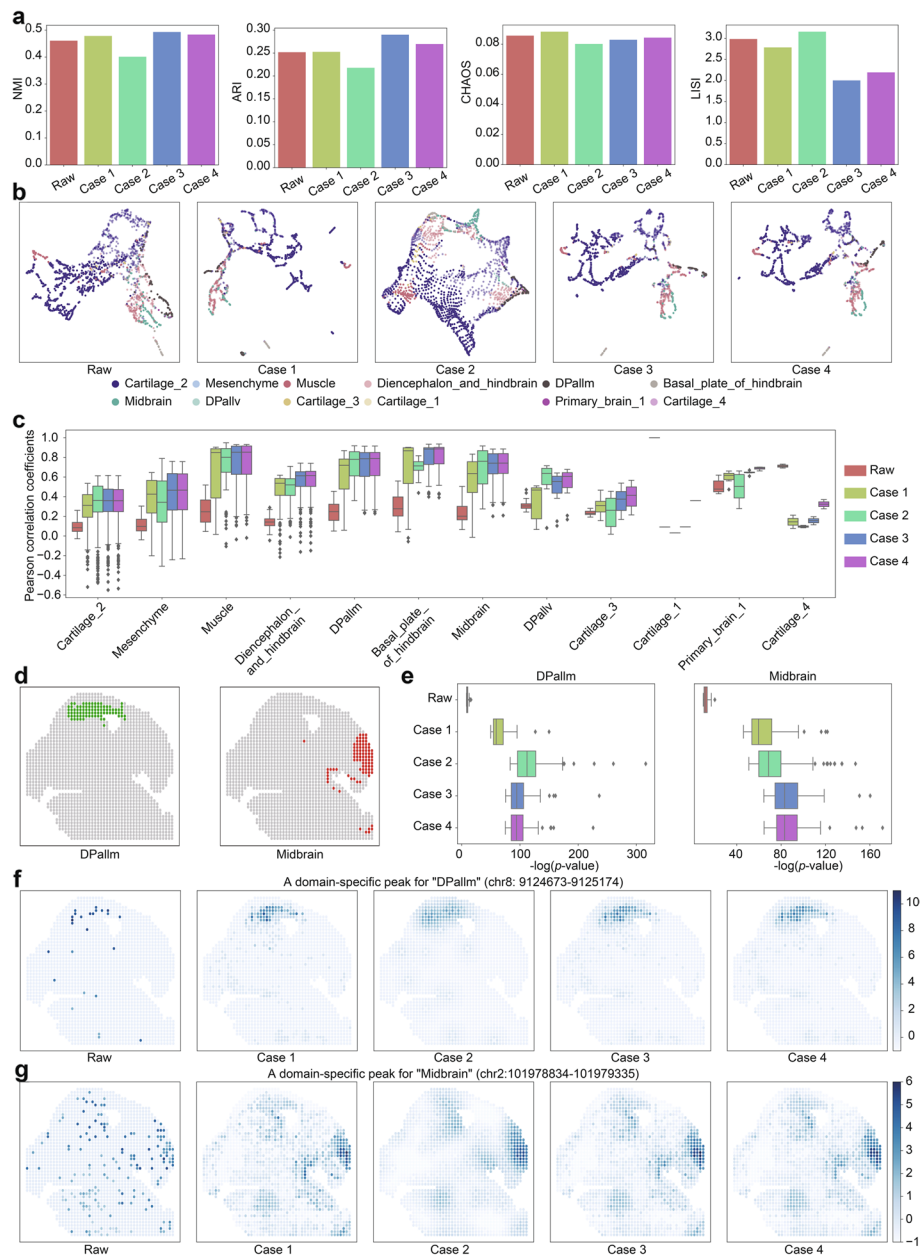 a
NMI
0.5
0.4
0.3
0.2
0.1
0.0
Raw Case 1 Case 2 Case 3 Case 4
ARI
0.30
0.25
0.20
0.15
0.10
0.05
0.00
Raw Case 1 Case 2 Case 3 Case 4
CHAOS
0.08
0.06
0.04
0.02
0.00
Raw Case 1 Case 2 Case 3 Case 4
LISI
3.0
2.5
2.0
1.5
1.0
0.5
0.0
Raw Case 1 Case 2 Case 3 Case 4
b
Raw Case 1 Case 2 Case 3 Case 4
Cartilage_2 Mesenchyme Muscle Diencephalon_and_hindbrain DPallm Basal_plate_of_hindbrain
Midbrain DPallv Cartilage_3 Cartilage_1 Primary_brain_1 Cartilage_4
c
Pearson correlation coefficients
1.0
0.8
0.6
0.4
0.2
0.0
−0.2
−0.4
−0.6
Cartilage_2
Mesenchyme
Muscle
Diencephalon_
and_hindbrain
DPallm
Basal_plate_
of_hindbrain
Midbrain
DPallv
Cartilage_3
Cartilage_1
Primary_brain_1
Cartilage_4
Raw
Case 1
Case 2
Case 3
Case 4
d
DPallm Midbrain
e
DPallm Midbrain
Raw
Case 1
Case 2
Case 3
Case 4
0 100 200 300
-log(p-value)
40 80 120 160
-log(p-value)
f
A domain-specific peak for "DPallm" (chr8: 9124673-9125174)
Raw Case 1 Case 2 Case 3 Case 4
10
8
6
4
2
0
g
A domain-specific peak for "Midbrain" (chr2:101978834-101979335)
Raw Case 1 Case 2 Case 3 Case 4
6
5
4
3
2
1
0
−1